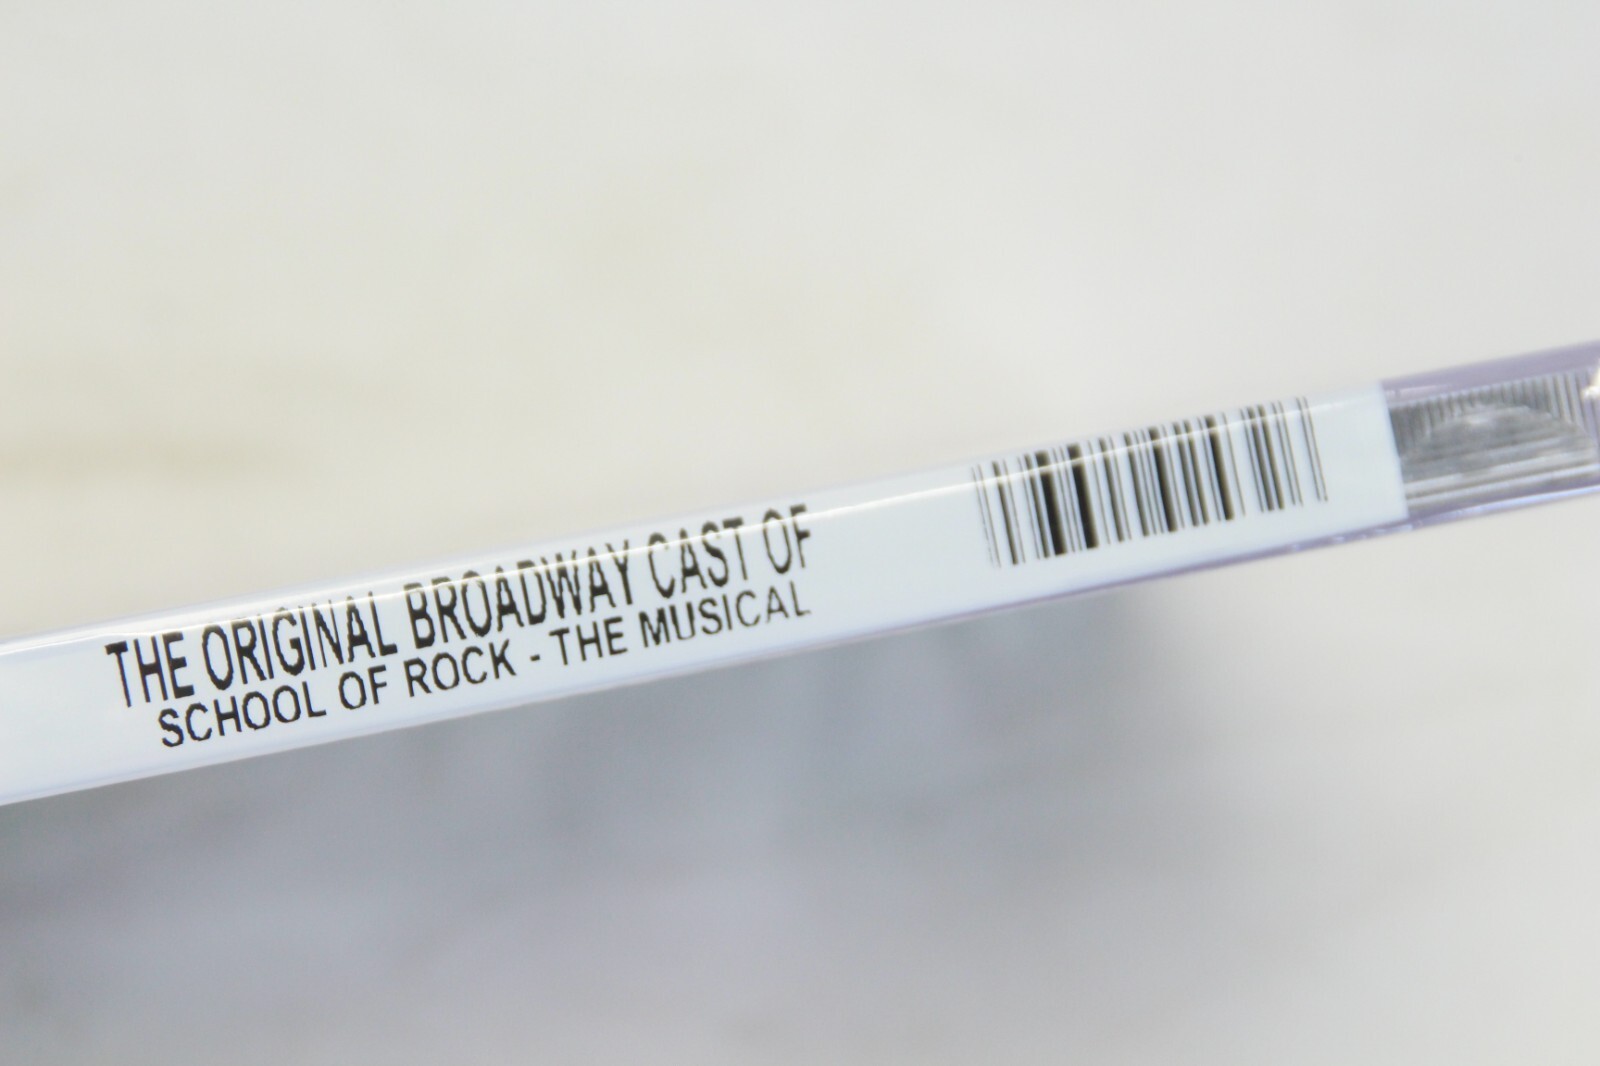 THE ORIGINAL BROADWAY CAST OF
SCHOOL OF ROCK - THE MUSICAL